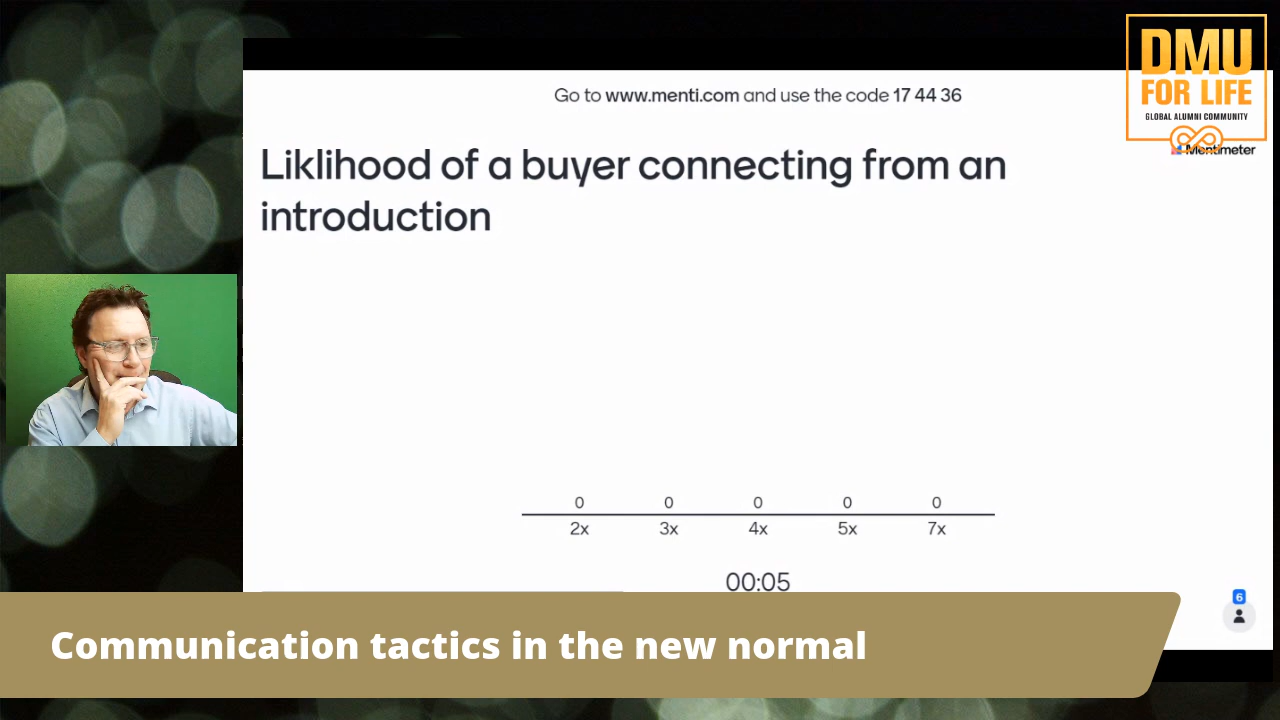 Go to www.menti.com and use the code 17 44 36
DMU
FOR LIFE
GLOBAL ALUMNI COMMUNITY
Mentimeter
Liklihood of a buyer connecting from an
introduction
0 0 0 0 0
2x 3x 4x 5x 7x
00:05
6
Communication tactics in the new normal